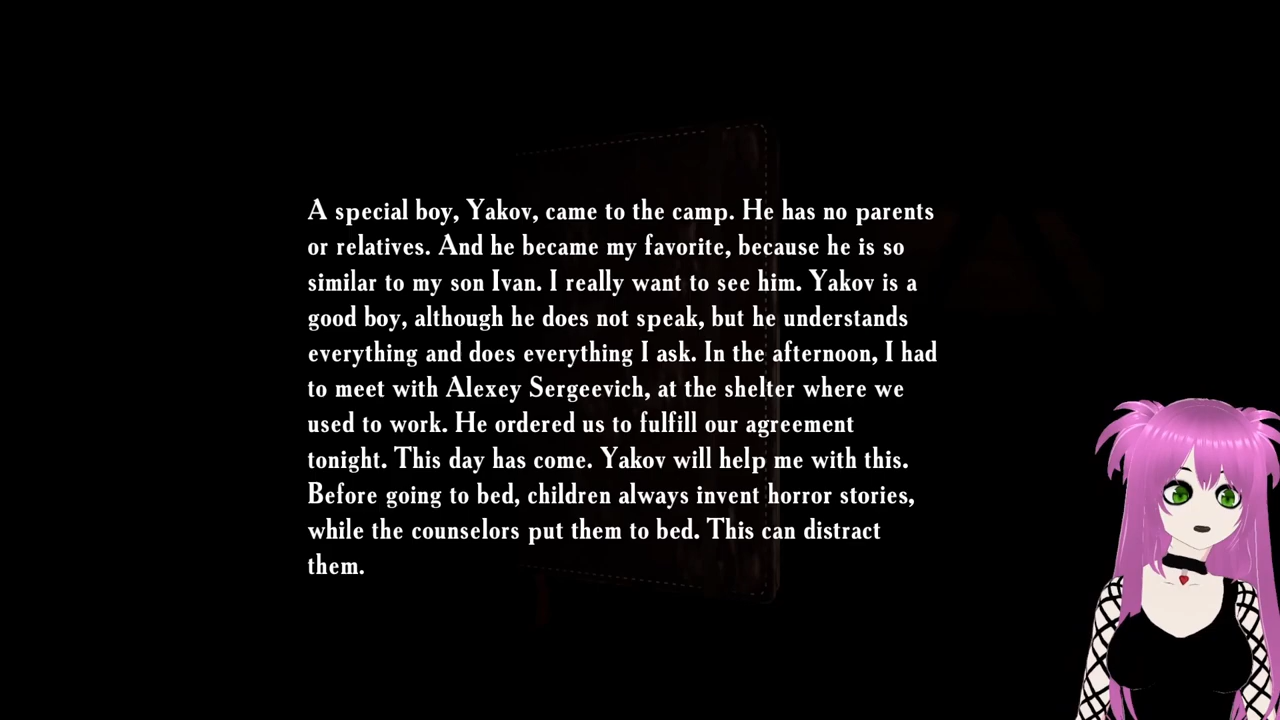 A special boy, Yakov, came to the camp. He has no parents
or relatives. And he became my favorite, because he is so
similar to my son Ivan. I really want to see him. Yakov is a
good boy, although he does not speak, but he understands
everything and does everything I ask. In the afternoon, I had
to meet with Alexey Sergeevich, at the shelter where we
used to work. He ordered us to fulfill our agreement
tonight. This day has come. Yakov will help me with this.
Before going to bed, children always invent horror stories,
while the counselors put them to bed. This can distract
them.